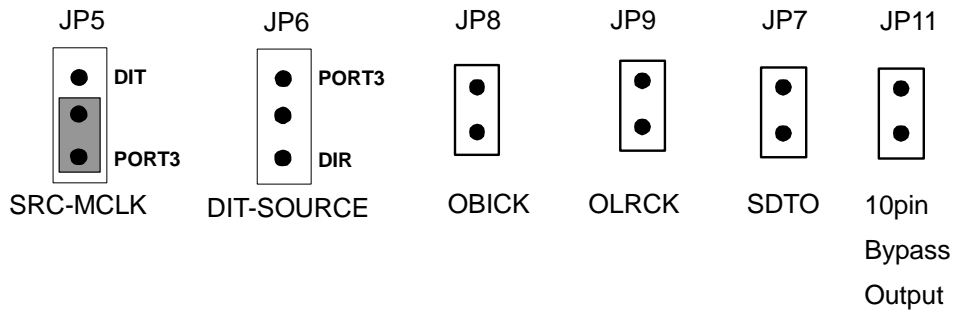 JP5 JP6 JP8 JP9 JP7 JP11
DIT PORT3
PORT3 DIR
SRC-MCLK DIT-SOURCE OBICK OLRCK SDTO 10pin
Bypass
Output